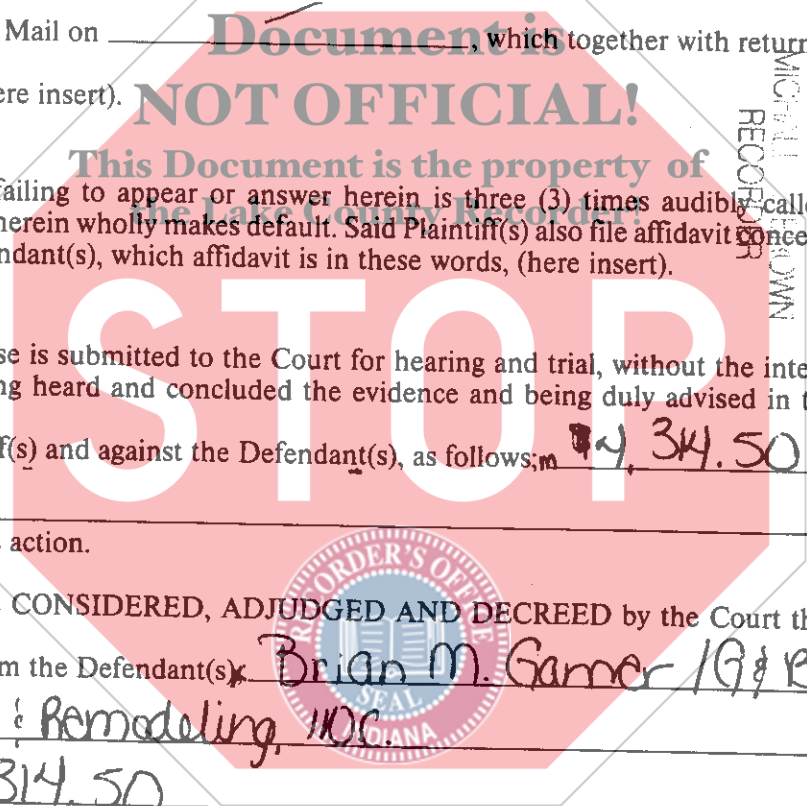 Mail on ____________, which together with return
Document is
ere insert).
NOT OFFICIAL!
This Document is the property of
failing to appear or answer herein is three (3) times audibly calle
the Lake County Recorder!
herein wholly makes default. Said Plaintiff(s) also file affidavit conce
ndant(s), which affidavit is in these words, (here insert).
RECORDER
STOP
se is submitted to the Court for hearing and trial, without the inte
ng heard and concluded the evidence and being duly advised in t
f(s) and against the Defendant(s), as follows; $4,314.50
s action.
RECORDER'S OFFICE
CONSIDERED, ADJUDGED AND DECREED by the Court th
m the Defendant(s) Brian M. Garner / G & B
SEAL
INDIANA
& Remodeling, INC.
314.50